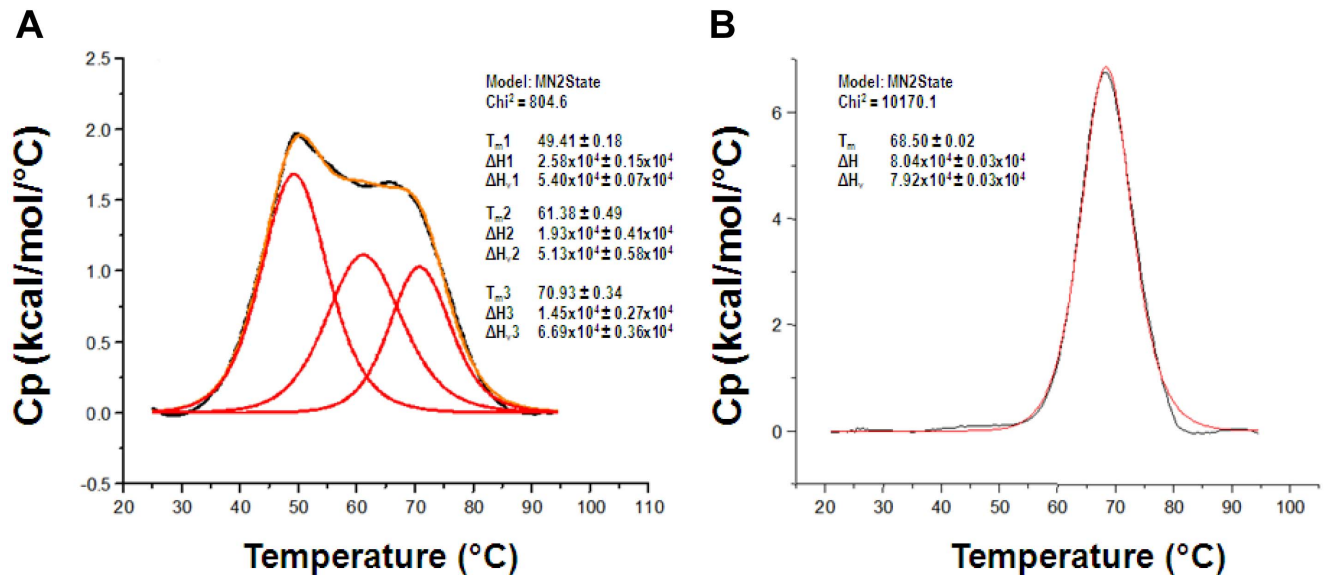 A
B
2.5
2.0
1.5
1.0
0.5
0.0
-0.5
Cp (kcal/mol/°C)
20 30 40 50 60 70 80 90 100 110
Temperature (°C)
Model: MN2State
Chi² = 804.6
Tm1 49.41 ± 0.18
ΔH1 2.58x10⁴ ± 0.15x10⁴
ΔHv1 5.40x10⁴ ± 0.07x10⁴
Tm2 61.38 ± 0.49
ΔH2 1.93x10⁴ ± 0.41x10⁴
ΔHv2 5.13x10⁴ ± 0.58x10⁴
Tm3 70.93 ± 0.34
ΔH3 1.45x10⁴ ± 0.27x10⁴
ΔHv3 6.69x10⁴ ± 0.36x10⁴
6
4
2
0
Cp (kcal/mol/°C)
20 30 40 50 60 70 80 90 100
Temperature (°C)
Model: MN2State
Chi² = 10170.1
Tm 68.50 ± 0.02
ΔH 8.04x10⁴ ± 0.03x10⁴
ΔHv 7.92x10⁴ ± 0.03x10⁴